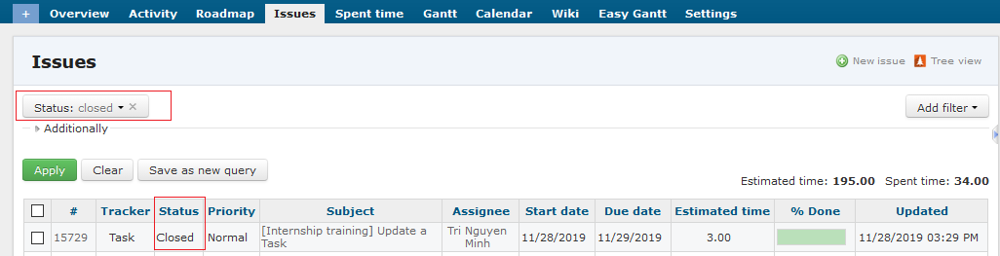 + Overview Activity Roadmap Issues Spent time Gantt Calendar Wiki Easy Gantt Settings
Issues
New issue Tree view
Status: closed
Add filter
Additionally
Apply Clear Save as new query
Estimated time: 195.00 Spent time: 34.00
# Tracker Status Priority Subject Assignee Start date Due date Estimated time % Done Updated
15729 Task Closed Normal [Internship training] Update a Task Tri Nguyen Minh 11/28/2019 11/29/2019 3.00 11/28/2019 03:29 PM